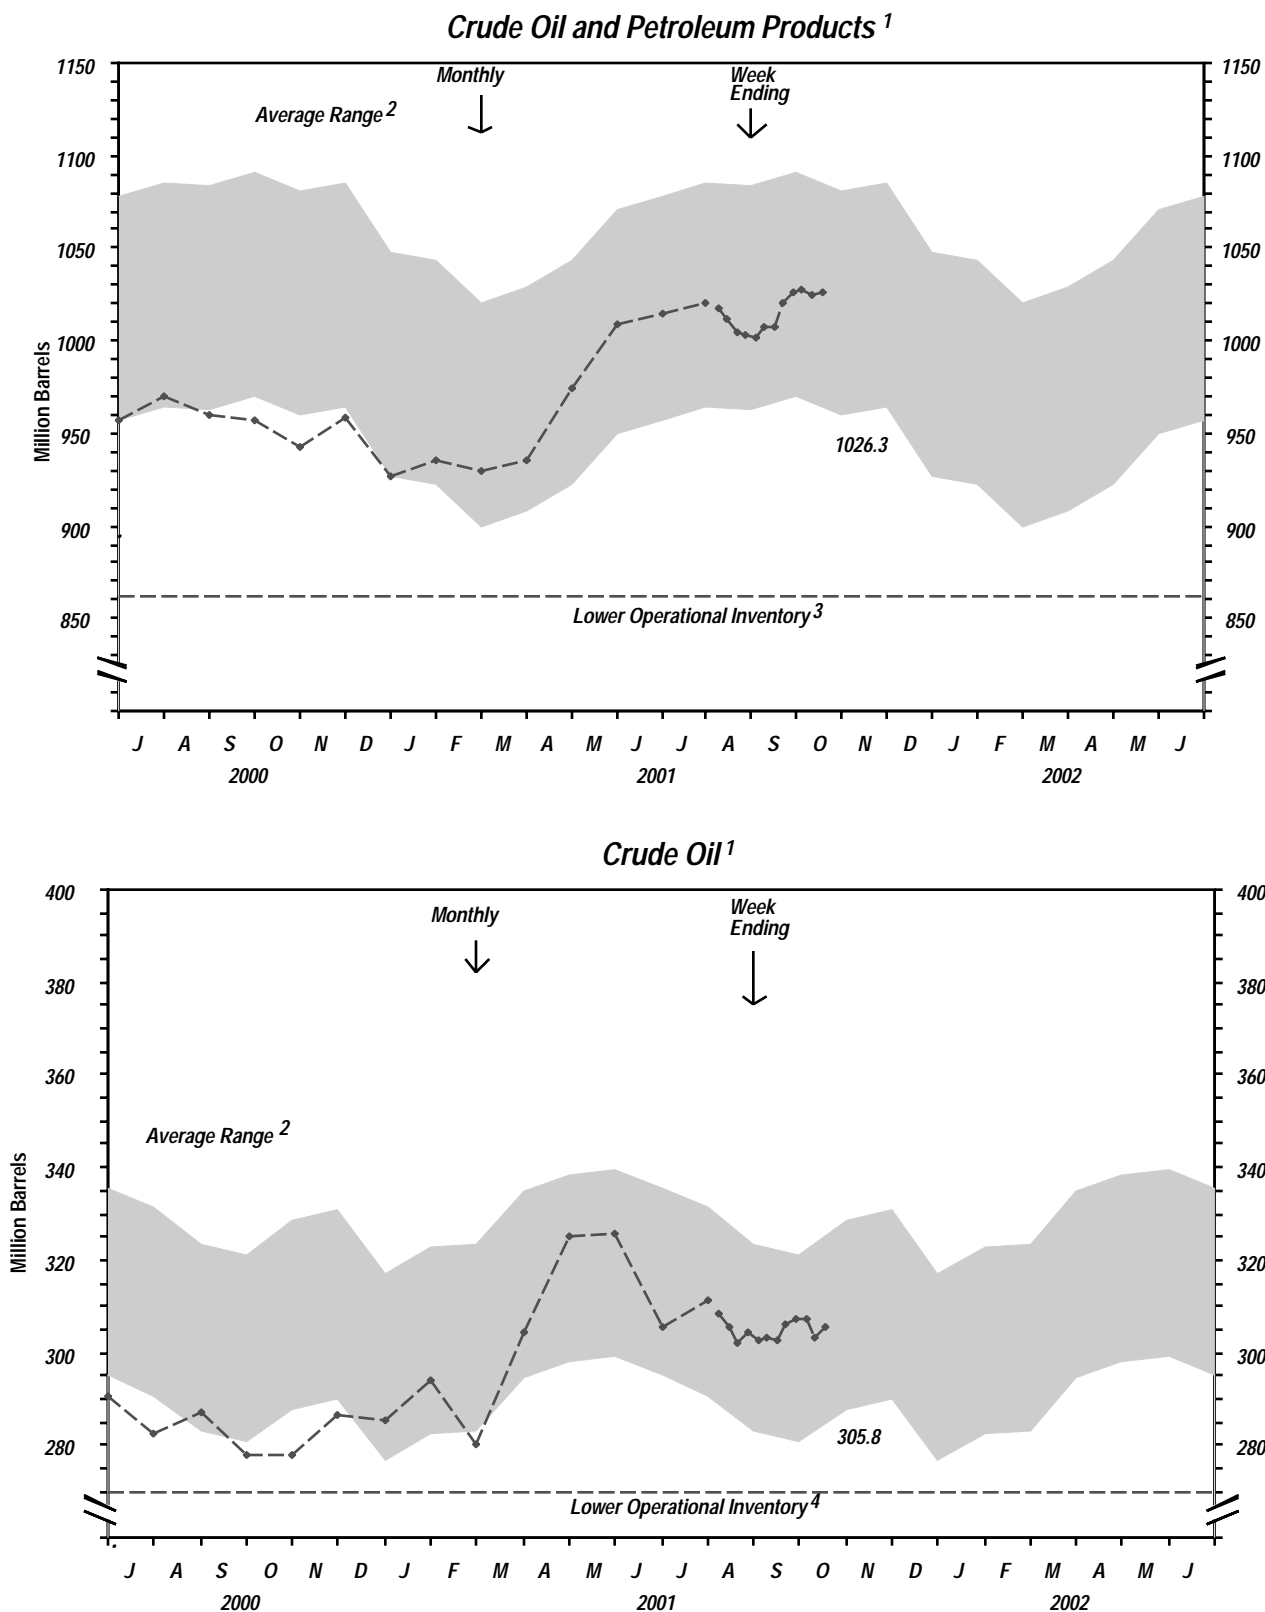 Crude Oil and Petroleum Products 1
1150 1150
Monthly
Week
Ending
Average Range 2
1100 1100
1050 1050
1000 1000
Million Barrels
950 950
1026.3
900 900
Lower Operational Inventory 3
850 850
J A S O N D J F M A M J J A S O N D J F M A M J
2000 2001 2002
Crude Oil 1
400 400
Monthly
Week
Ending
380 380
360 360
Average Range 2
340 340
Million Barrels
320 320
300 300
305.8
280 280
Lower Operational Inventory 4
J A S O N D J F M A M J J A S O N D J F M A M J
2000 2001 2002